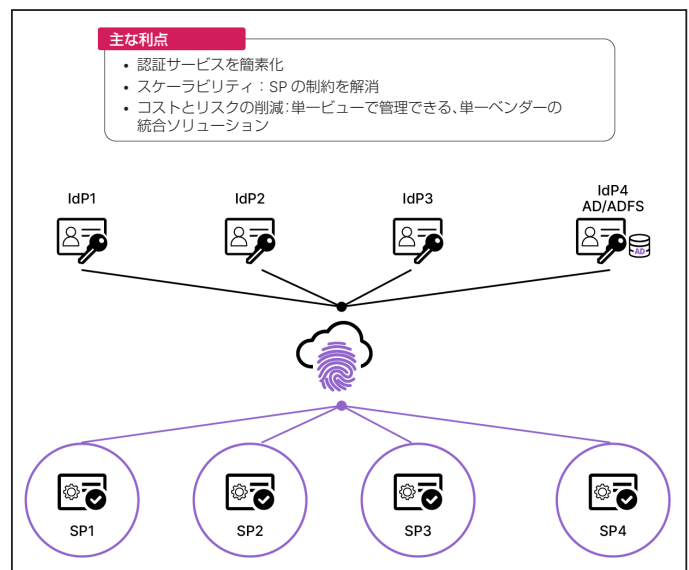 主な利点
• 認証サービスを簡素化
• スケーラビリティ：SP の制約を解消
• コストとリスクの削減：単一ビューで管理できる、単一ベンダーの
統合ソリューション
IdP1
IdP2
IdP3
IdP4
AD/ADFS
AD
SP1
SP2
SP3
SP4